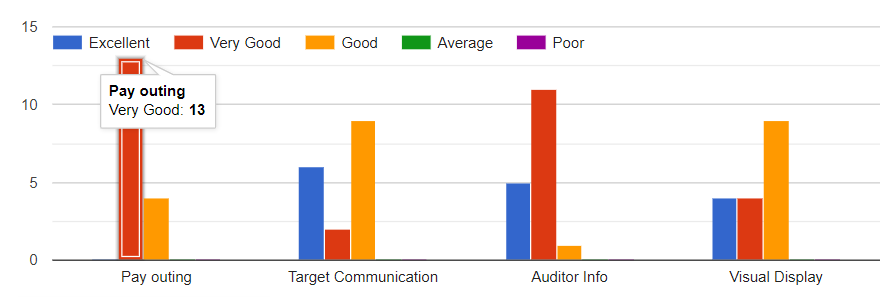 15
Excellent Very Good Good Average Poor
Pay outing
Very Good: 13
10
5
0
Pay outing Target Communication Auditor Info Visual Display